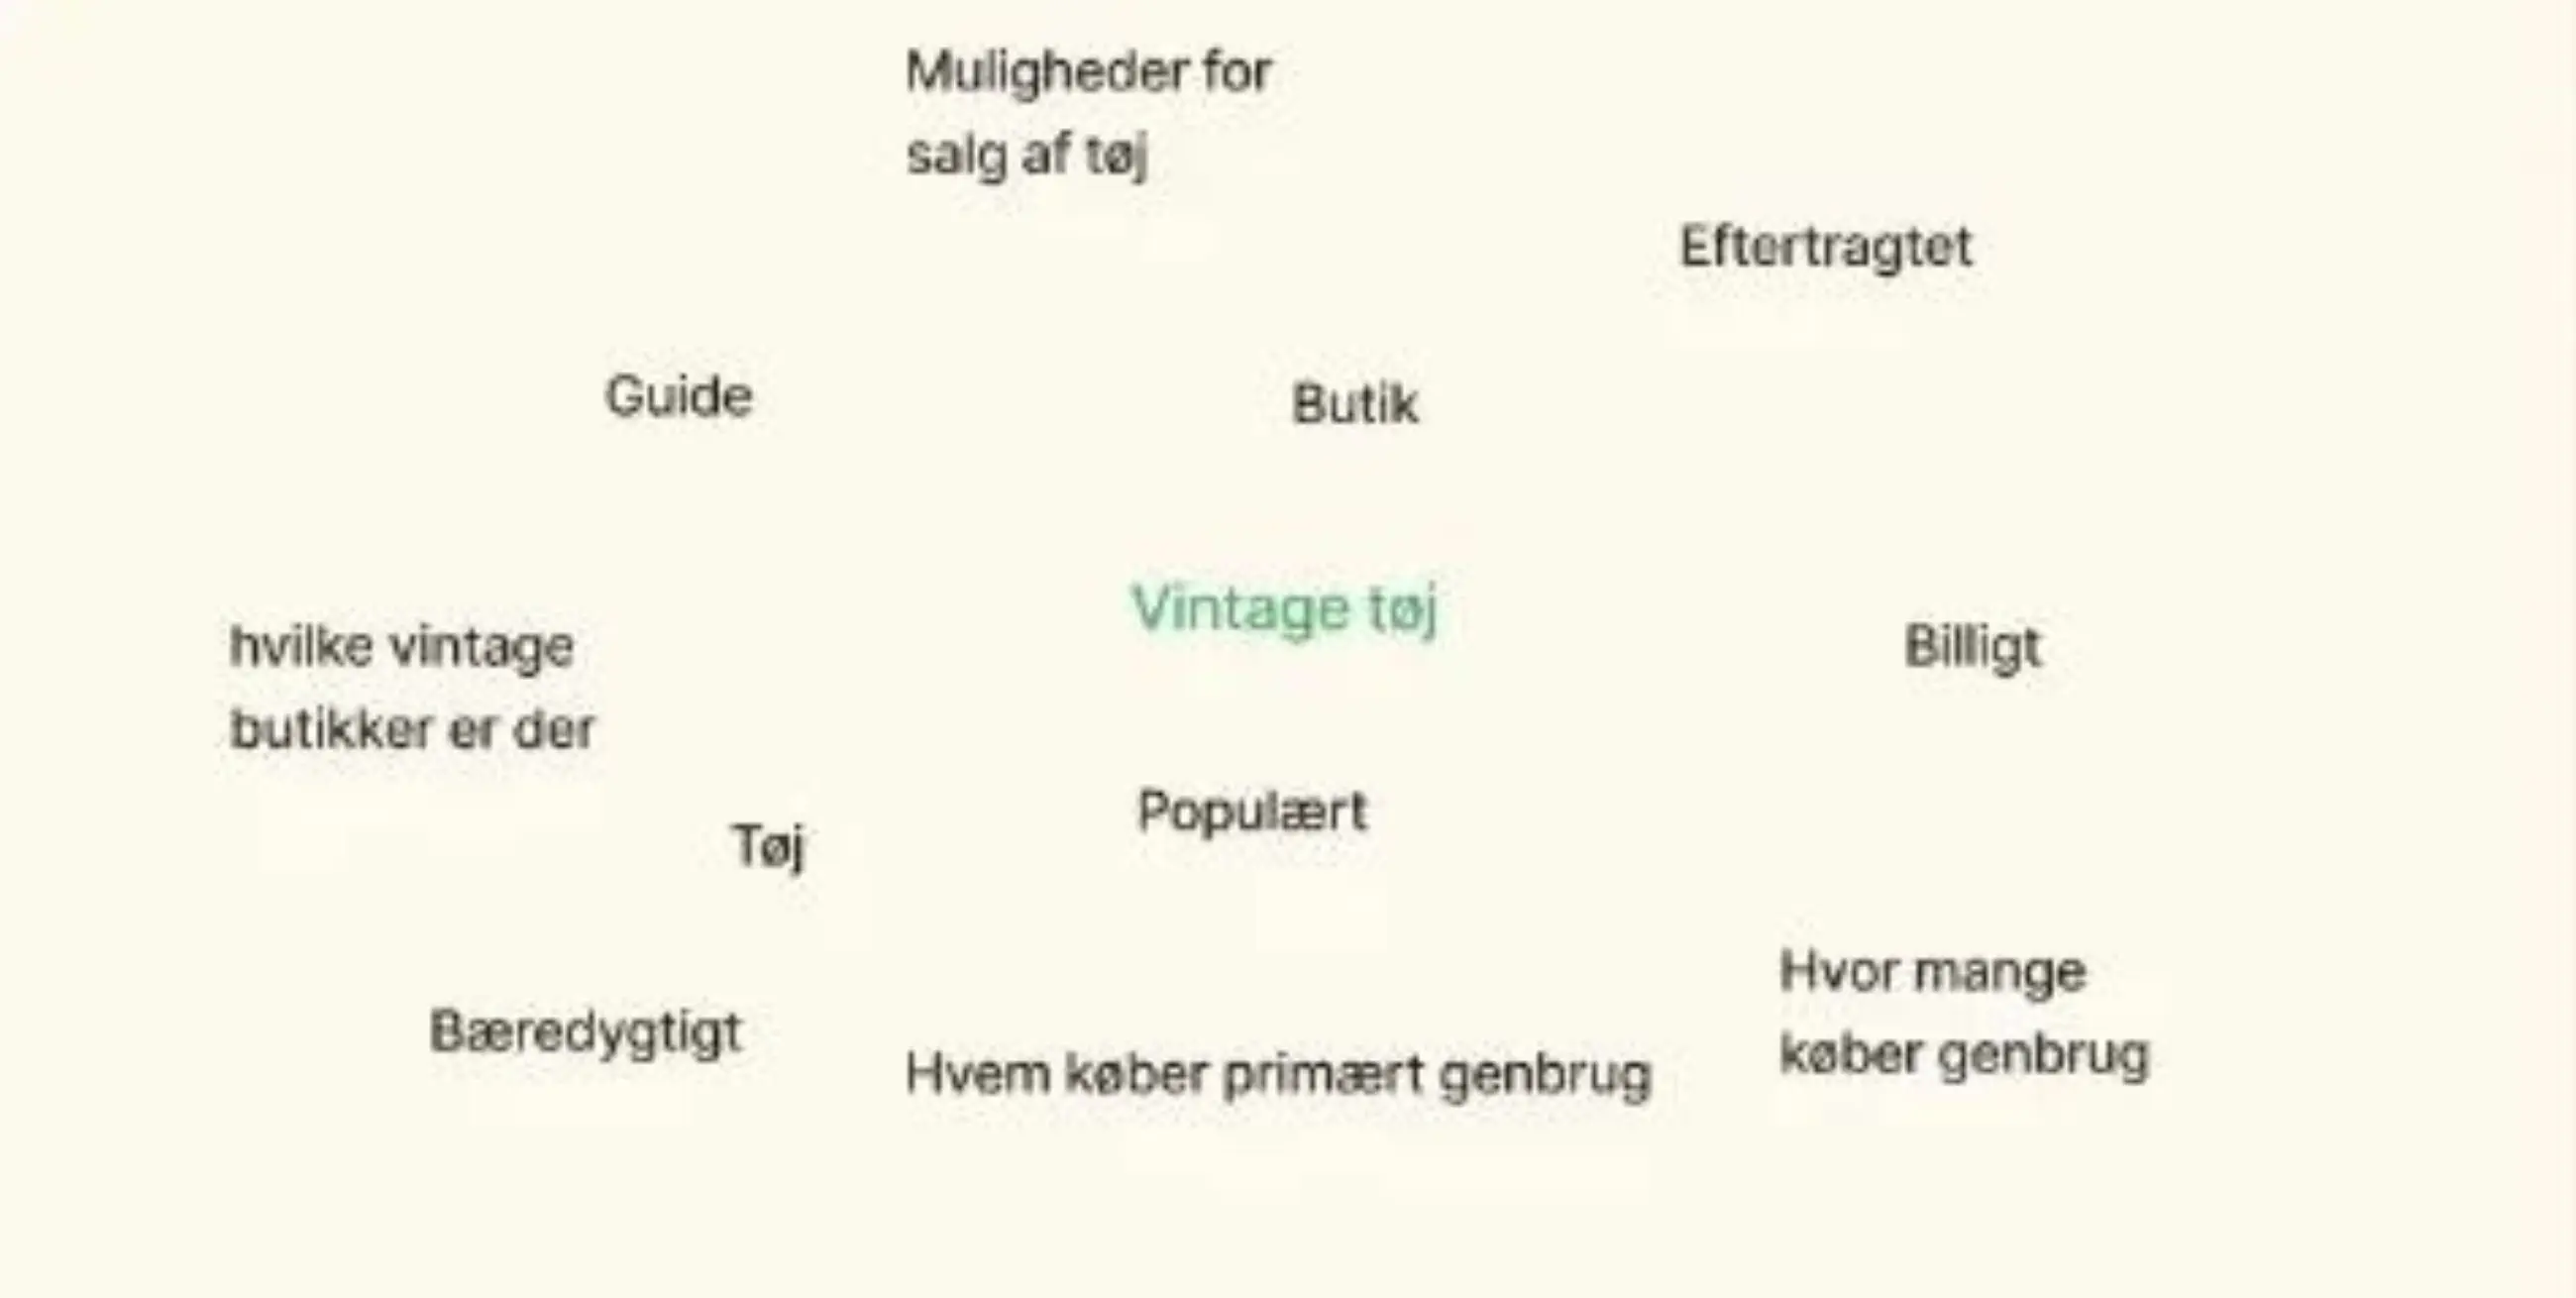 Muligheder for
salg af tøj
Eftertragtet
Guide
Butik
Vintage tøj
hvilke vintage
butikker er der
Billigt
Populært
Tøj
Hvor mange
køber genbrug
Bæredygtigt
Hvem køber primært genbrug